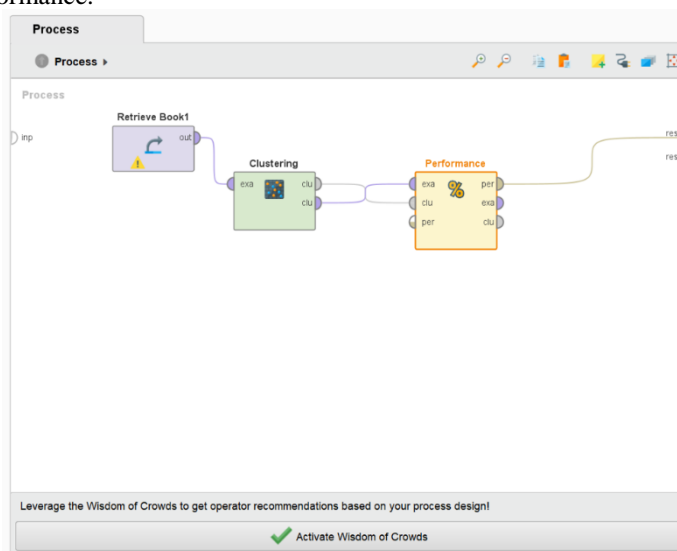 ormance.
Process
Process
Process
inp
Retrieve Book1
out
res
res
Clustering
exa clu
clu
Performance
exa % per
clu exa
per clu
Leverage the Wisdom of Crowds to get operator recommendations based on your process design!
Activate Wisdom of Crowds